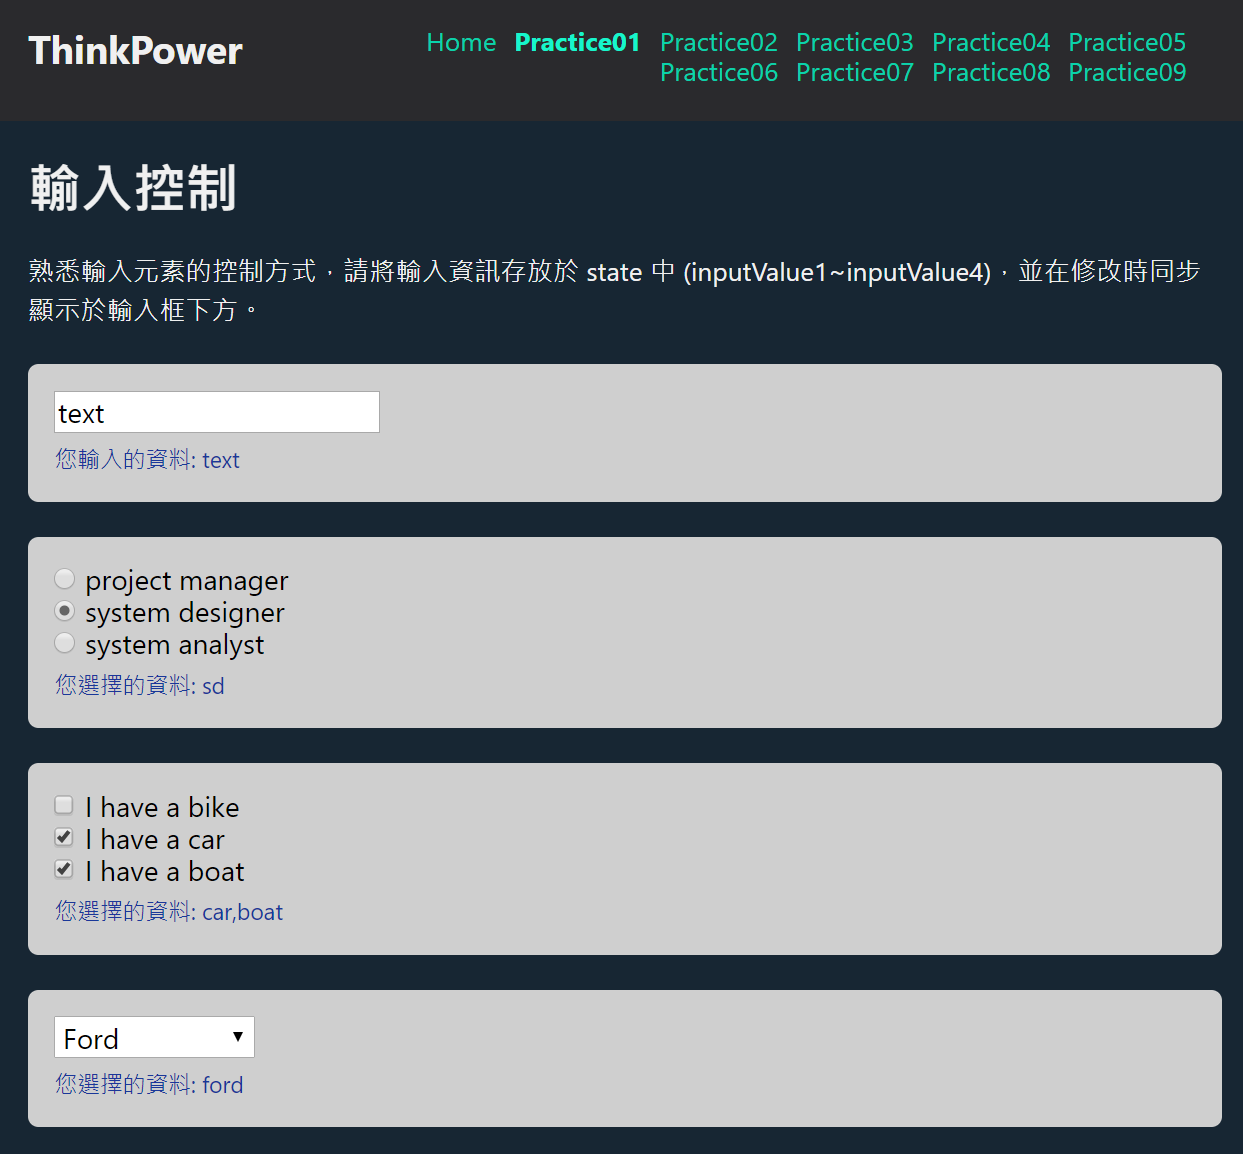 ThinkPower
Home Practice01 Practice02 Practice03 Practice04 Practice05
Practice06 Practice07 Practice08 Practice09
輸入控制
熟悉輸入元素的控制方式，請將輸入資訊存放於 state 中 (inputValue1~inputValue4)，並在修改時同步
顯示於輸入框下方。
text
您輸入的資料: text
project manager
system designer
system analyst
您選擇的資料: sd
I have a bike
I have a car
I have a boat
您選擇的資料: car,boat
Ford
您選擇的資料: ford